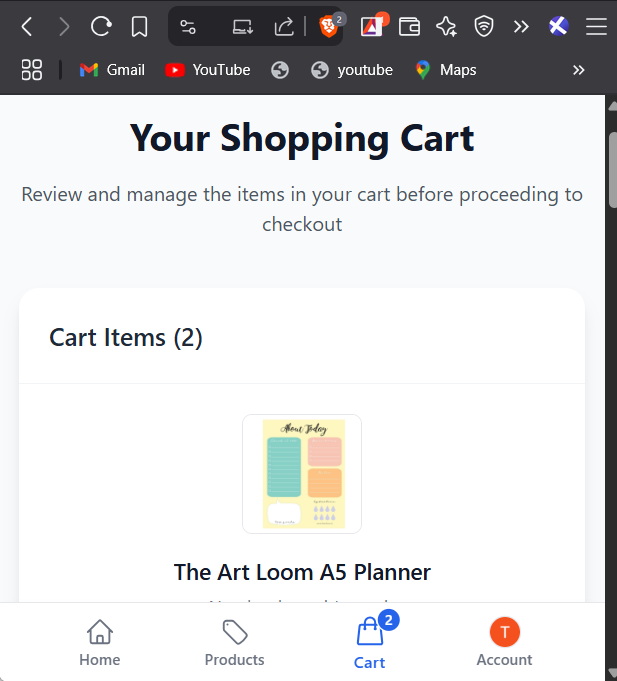 2
Gmail
YouTube
youtube
Maps
Your Shopping Cart
Review and manage the items in your cart before proceeding to
checkout
Cart Items (2)
About Today
The Art Loom A5 Planner
Home
Products
2
Cart
T
Account